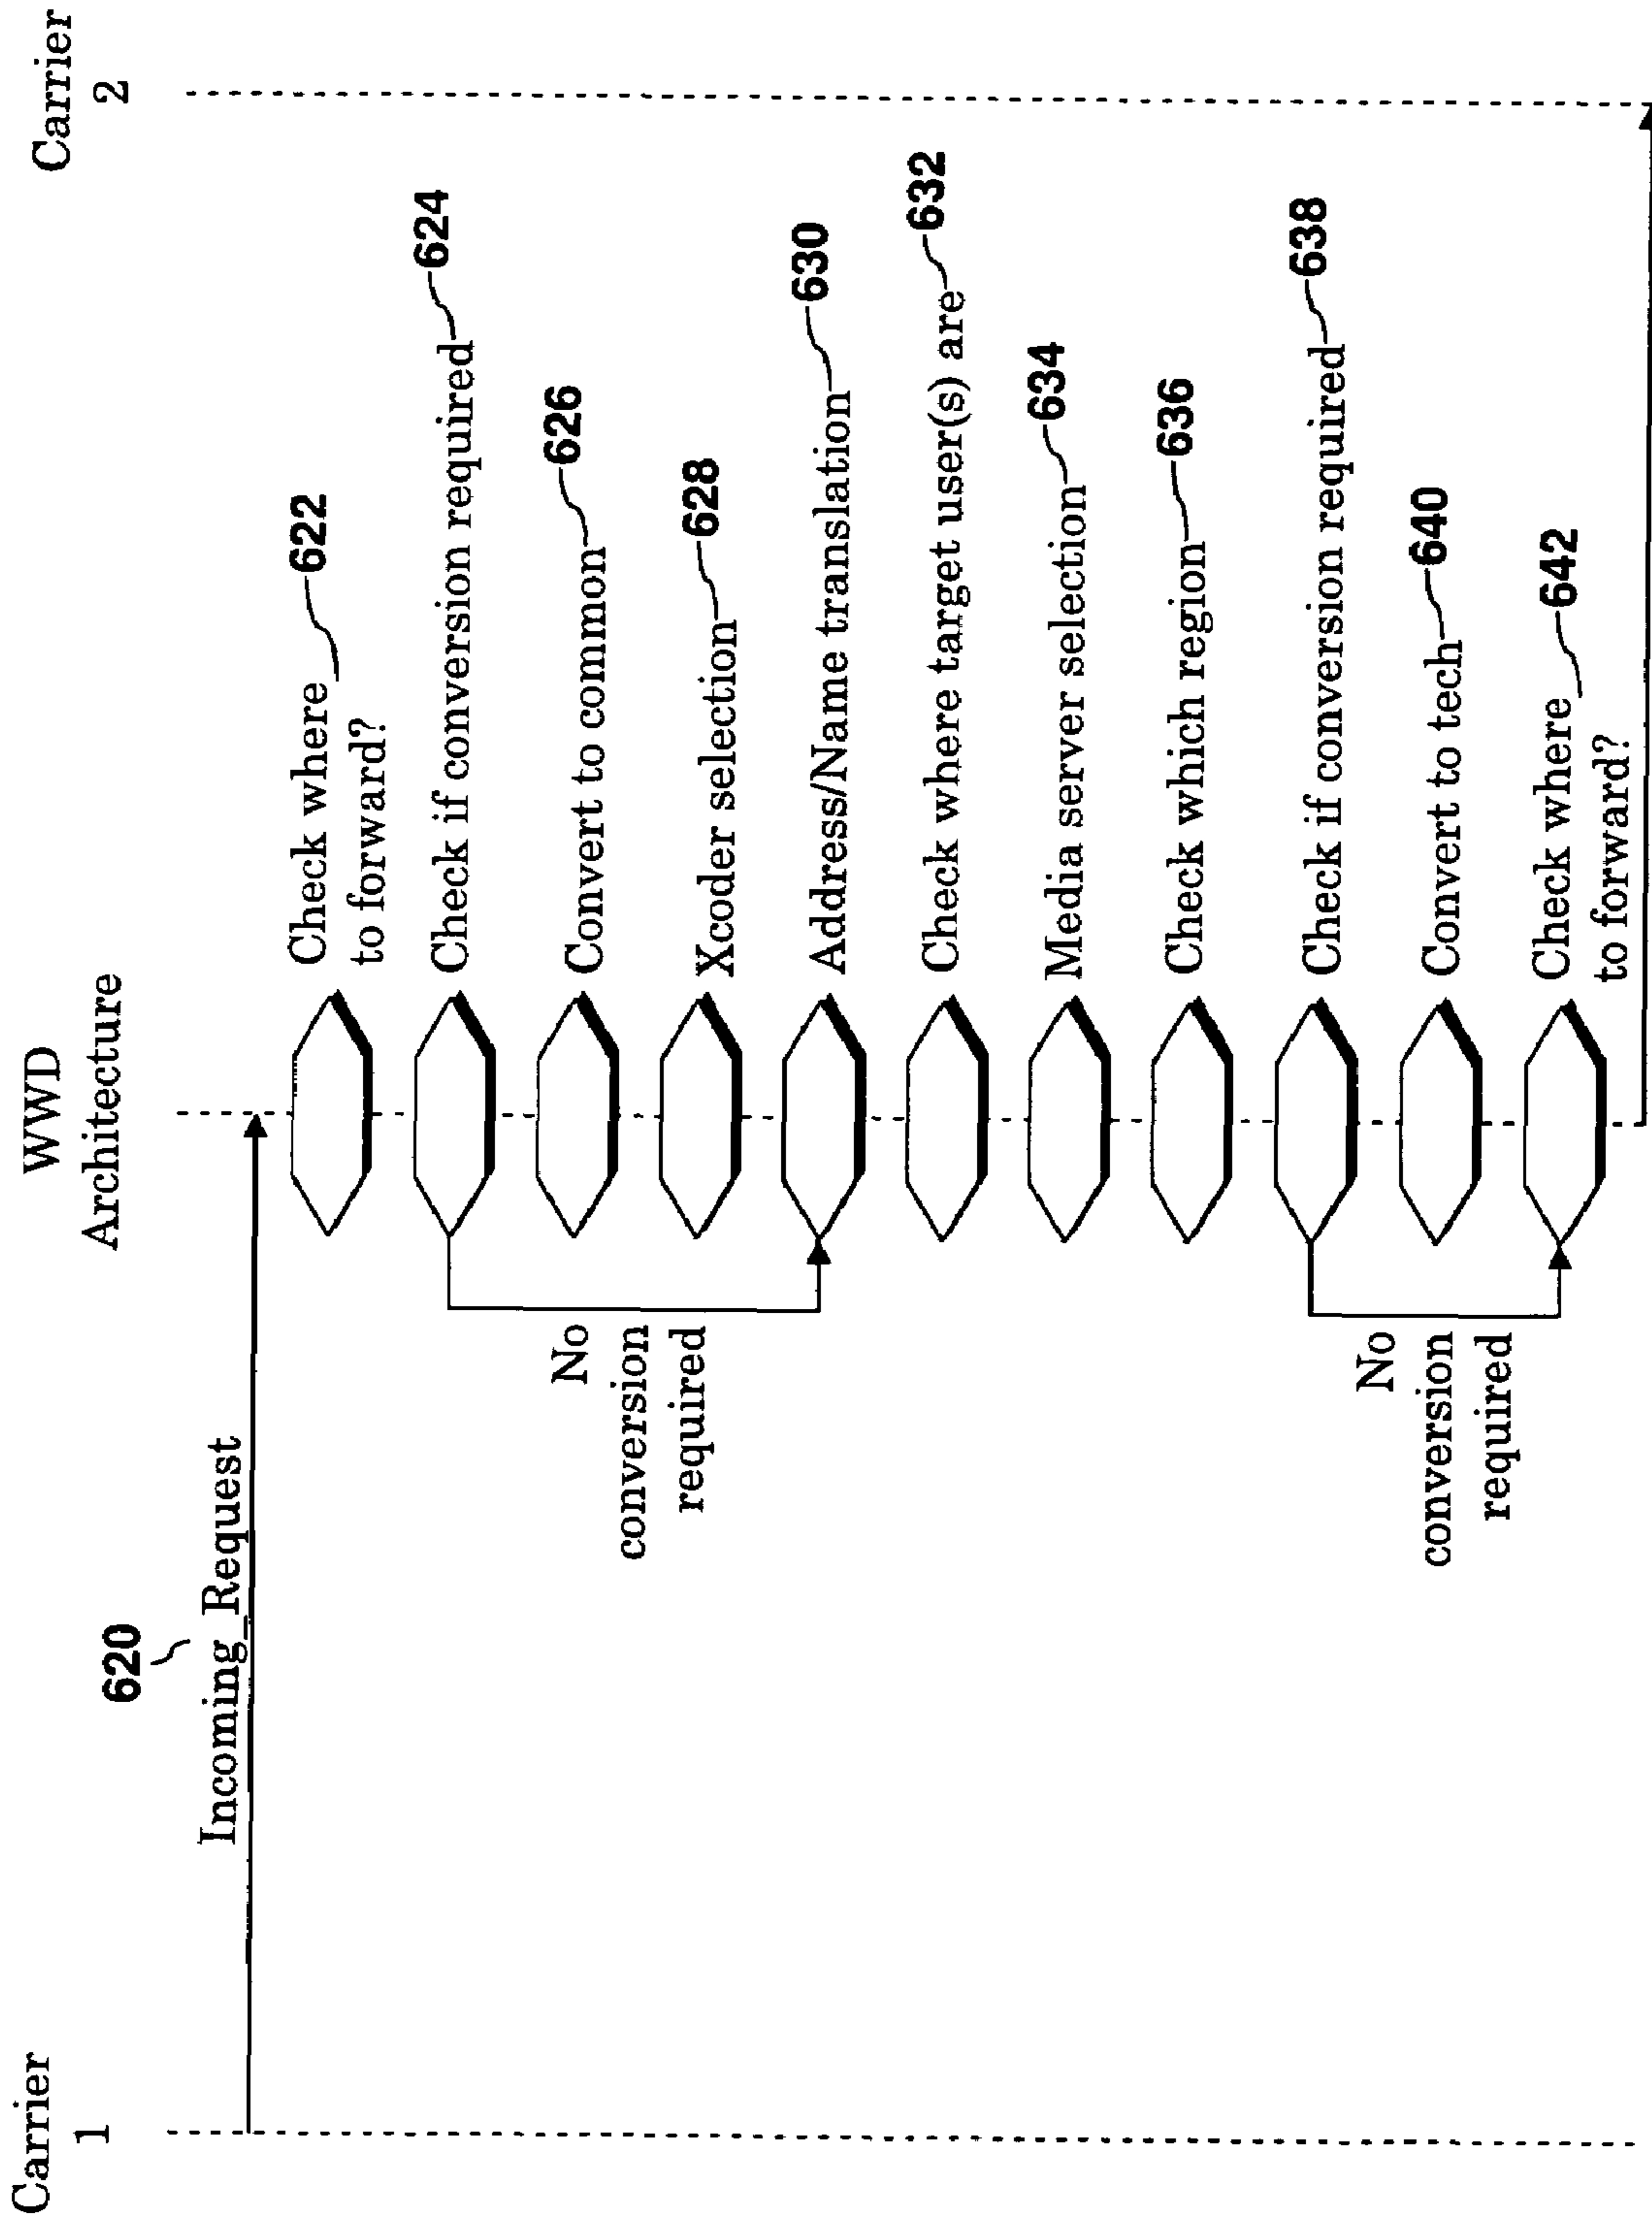 Carrier
1
WWD
Architecture
Carrier
2
620
Incoming_Request
Check where
to forward?
622
Check if conversion required
624
Convert to common
626
Xcoder selection
628
No
conversion
required
Address/Name translation
630
Check where target user(s) are
632
Media server selection
634
Check which region
636
Check if conversion required
638
Convert to tech
640
No
conversion
required
Check where
to forward?
642